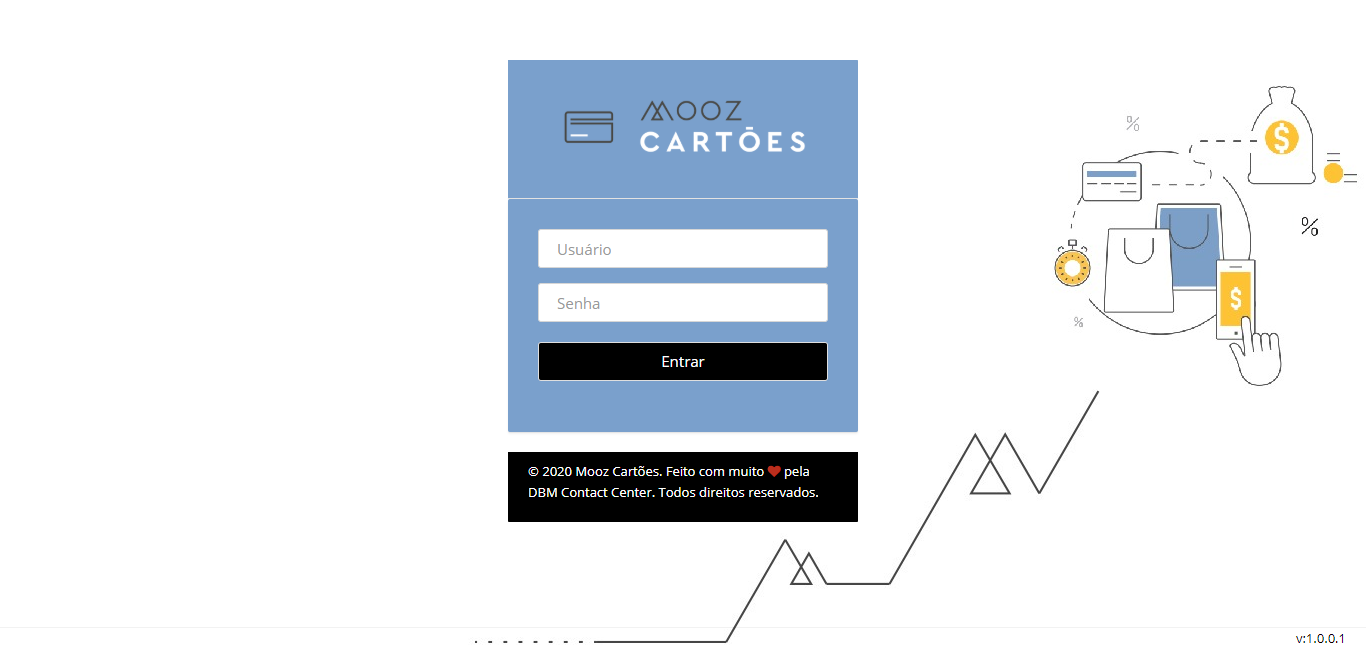 MOOZ
CARTÕES
%
$
%
Usuário
Senha
$
%
Entrar
© 2020 Mooz Cartões. Feito com muito ❤ pela
DBM Contact Center. Todos direitos reservados.
v:1.0.0.1